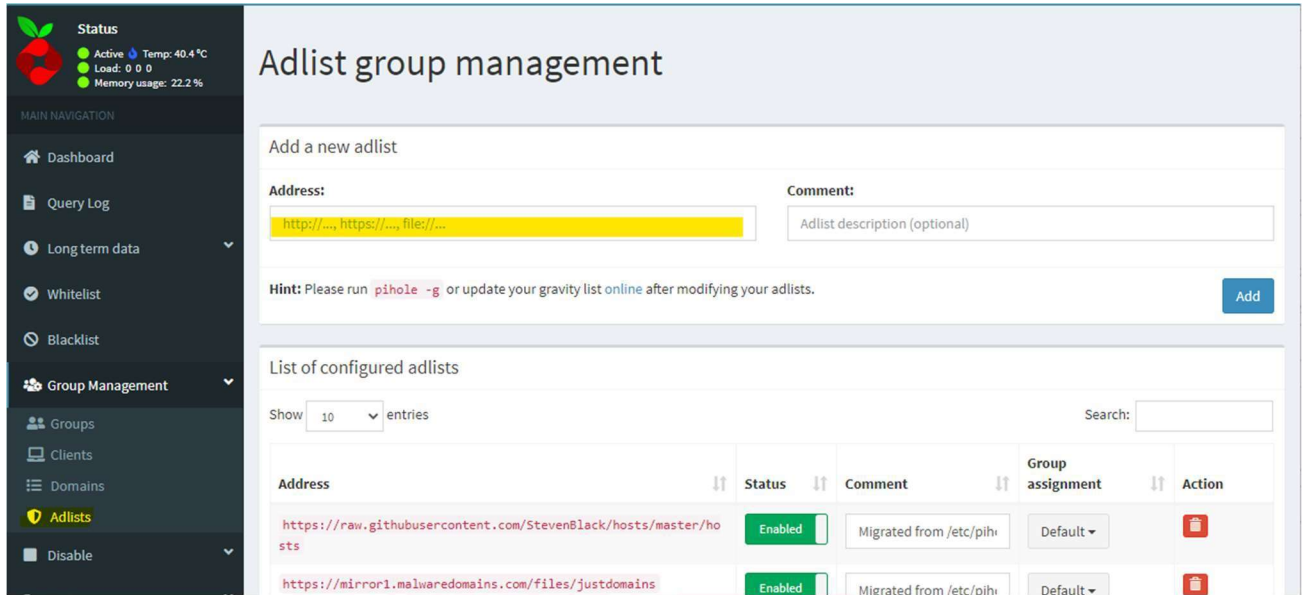 Status
Active Temp: 40.4 °C
Load: 0 0 0
Memory usage: 22.2 %
MAIN NAVIGATION
Dashboard
Query Log
Long term data
Whitelist
Blacklist
Group Management
Groups
Clients
Domains
Adlists
Disable
Adlist group management
Add a new adlist
Address:
http://..., https://..., file://...
Comment:
Adlist description (optional)
Hint: Please run pihole -g or update your gravity list online after modifying your adlists.
Add
List of configured adlists
Show 10 entries
Search:
Address Status Comment Group assignment Action
https://raw.githubusercontent.com/StevenBlack/hosts/master/ho
sts
Enabled Migrated from /etc/piho Default
https://mirror1.malwaredomains.com/files/justdomains
Enabled Migrated from /etc/piho Default